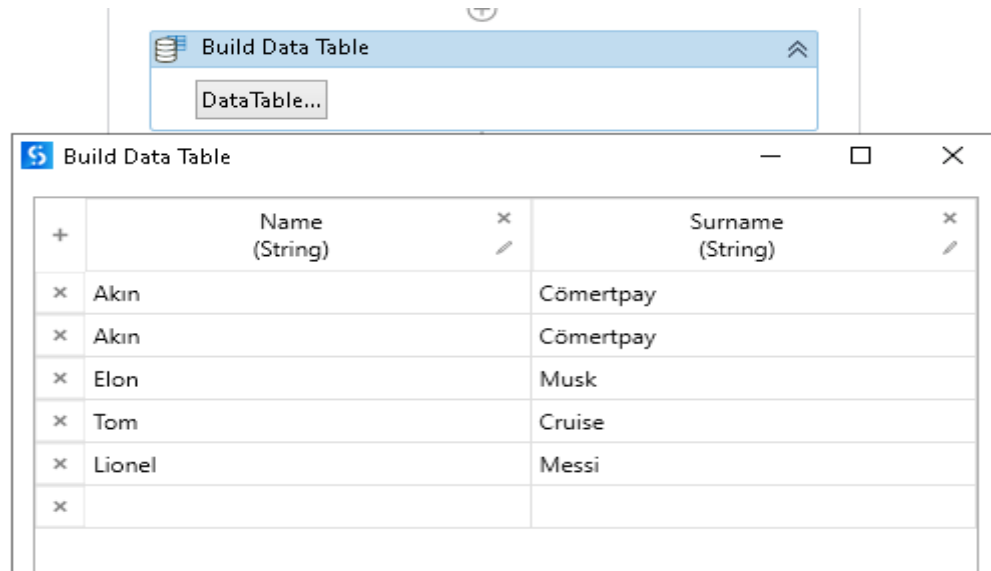 Build Data Table
DataTable...
Build Data Table
Name Surname
(String) (String)
Akın Cömertpay
Akın Cömertpay
Elon Musk
Tom Cruise
Lionel Messi